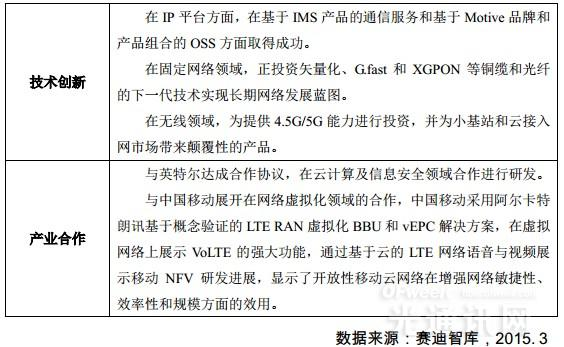 在 IP 平台方面，在基于 IMS 产品的通信服务和基于 Motive 品牌和
产品组合的 OSS 方面取得成功。
技术创新
在固定网络领域，正投资矢量化、G.fast 和 XGPON 等铜缆和光纤
的下一代技术实现长期网络发展蓝图。
在无线领域，为提供 4.5G/5G 能力进行投资，并为小基站和云接入
网市场带来颠覆性的产品。
与英特尔达成合作协议，在云计算及信息安全领域合作进行研发。
与中国移动展开在网络虚拟化领域的合作，中国移动采用阿尔卡特
产业合作
朗讯基于概念验证的 LTE RAN 虚拟化 BBU 和 vEPC 解决方案，在虚拟
网络上展示 VoLTE 的强大功能，通过基于云的 LTE 网络语音与视频展
示移动 NFV 研发进展，显示了开放性移动云网络在增强网络敏捷性、
效率性和规模方面的效用。
光通讯网
数据来源：赛迪智库，2015.3